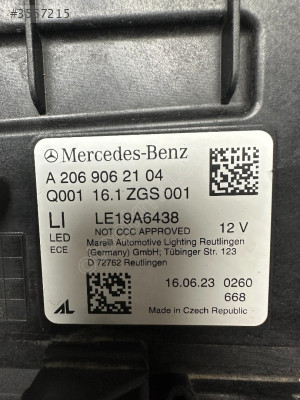 #3557215
Mercedes-Benz
A 206 906 21 04
Q001 16.1 ZGS 001
LI LE19A6438
LED NOT CCC APPROVED 12 V
ECE Marelli Automotive Lighting Reutlingen
(Germany) GmbH; Tübinger Str. 123
D 72762 Reutlingen
16.06.23 0260
668
AL Made in Czech Republic